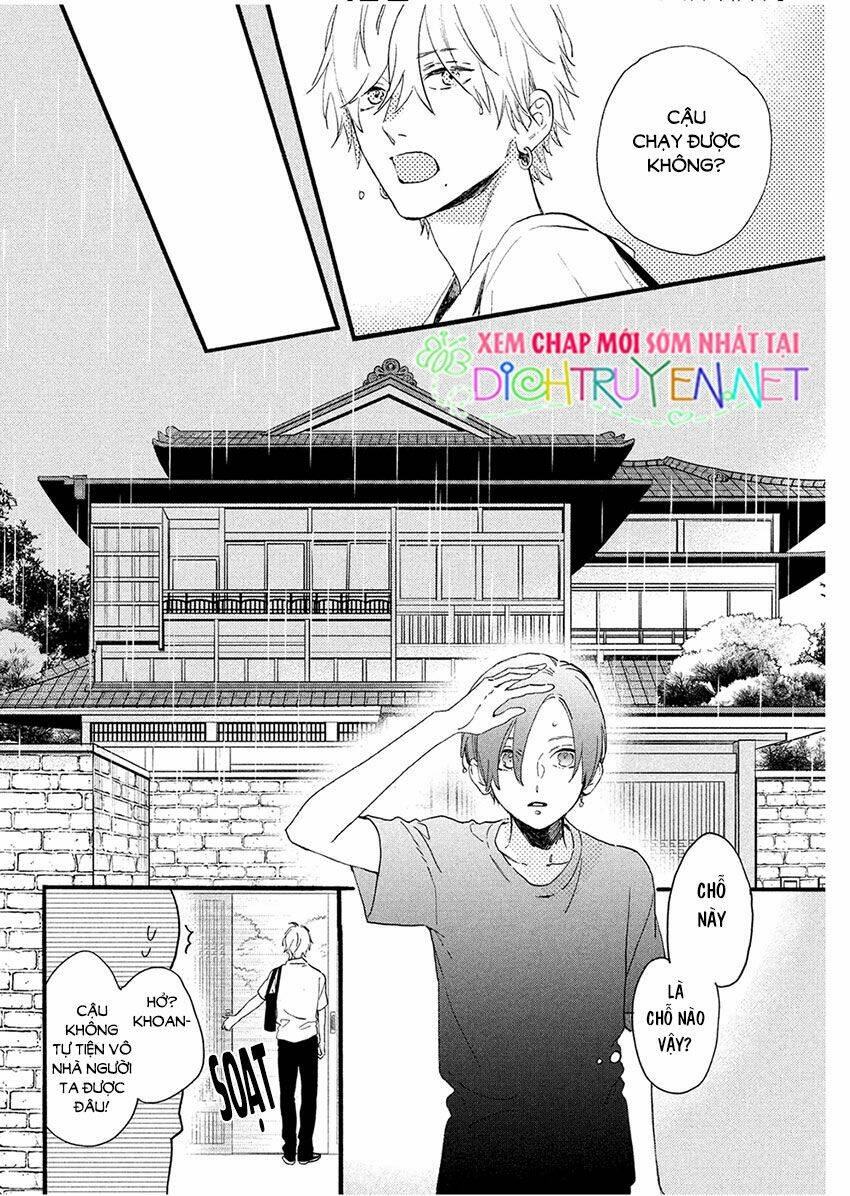 CẬU
CHẠY ĐƯỢC
KHÔNG?
XEM CHAP MỚI SỚM NHẤT TẠI
DICHTRUYEN.NET
CHỖ
NÀY
LÀ
CHỖ NÀO
VẬY?
SOẠT
HỞ?
KHOAN-
CẬU
KHÔNG
TỰ TIỆN VÔ
NHÀ NGƯỜI
TA ĐƯỢC
ĐÂU!